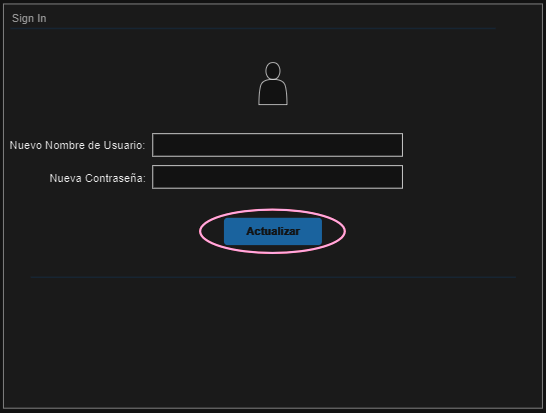 Sign In
Nuevo Nombre de Usuario:
Nueva Contraseña:
Actualizar